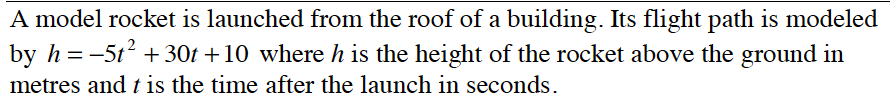 A model rocket is launched from the roof of a building. Its flight path is modeled
by h = −5t² + 30t + 10 where h is the height of the rocket above the ground in
metres and t is the time after the launch in seconds.